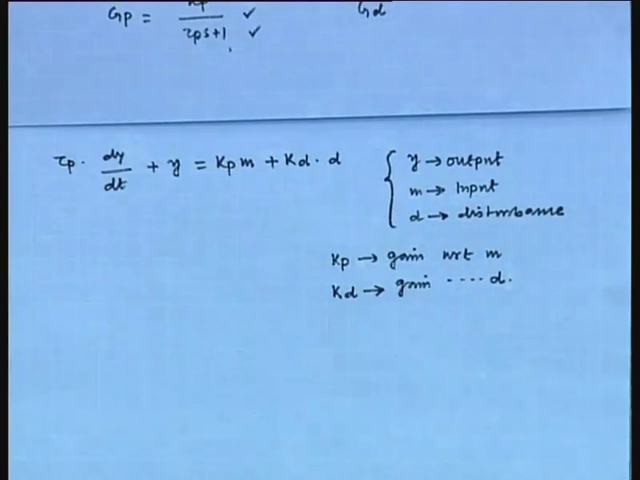 Gp = Kp / τps+1 ✓ ✓ Gd
τp · dy/dt + y = Kp m + Kd · d
{ y → output
m → Input
d → disturbance
Kp → gain wrt m
Kd → gain ···· d.